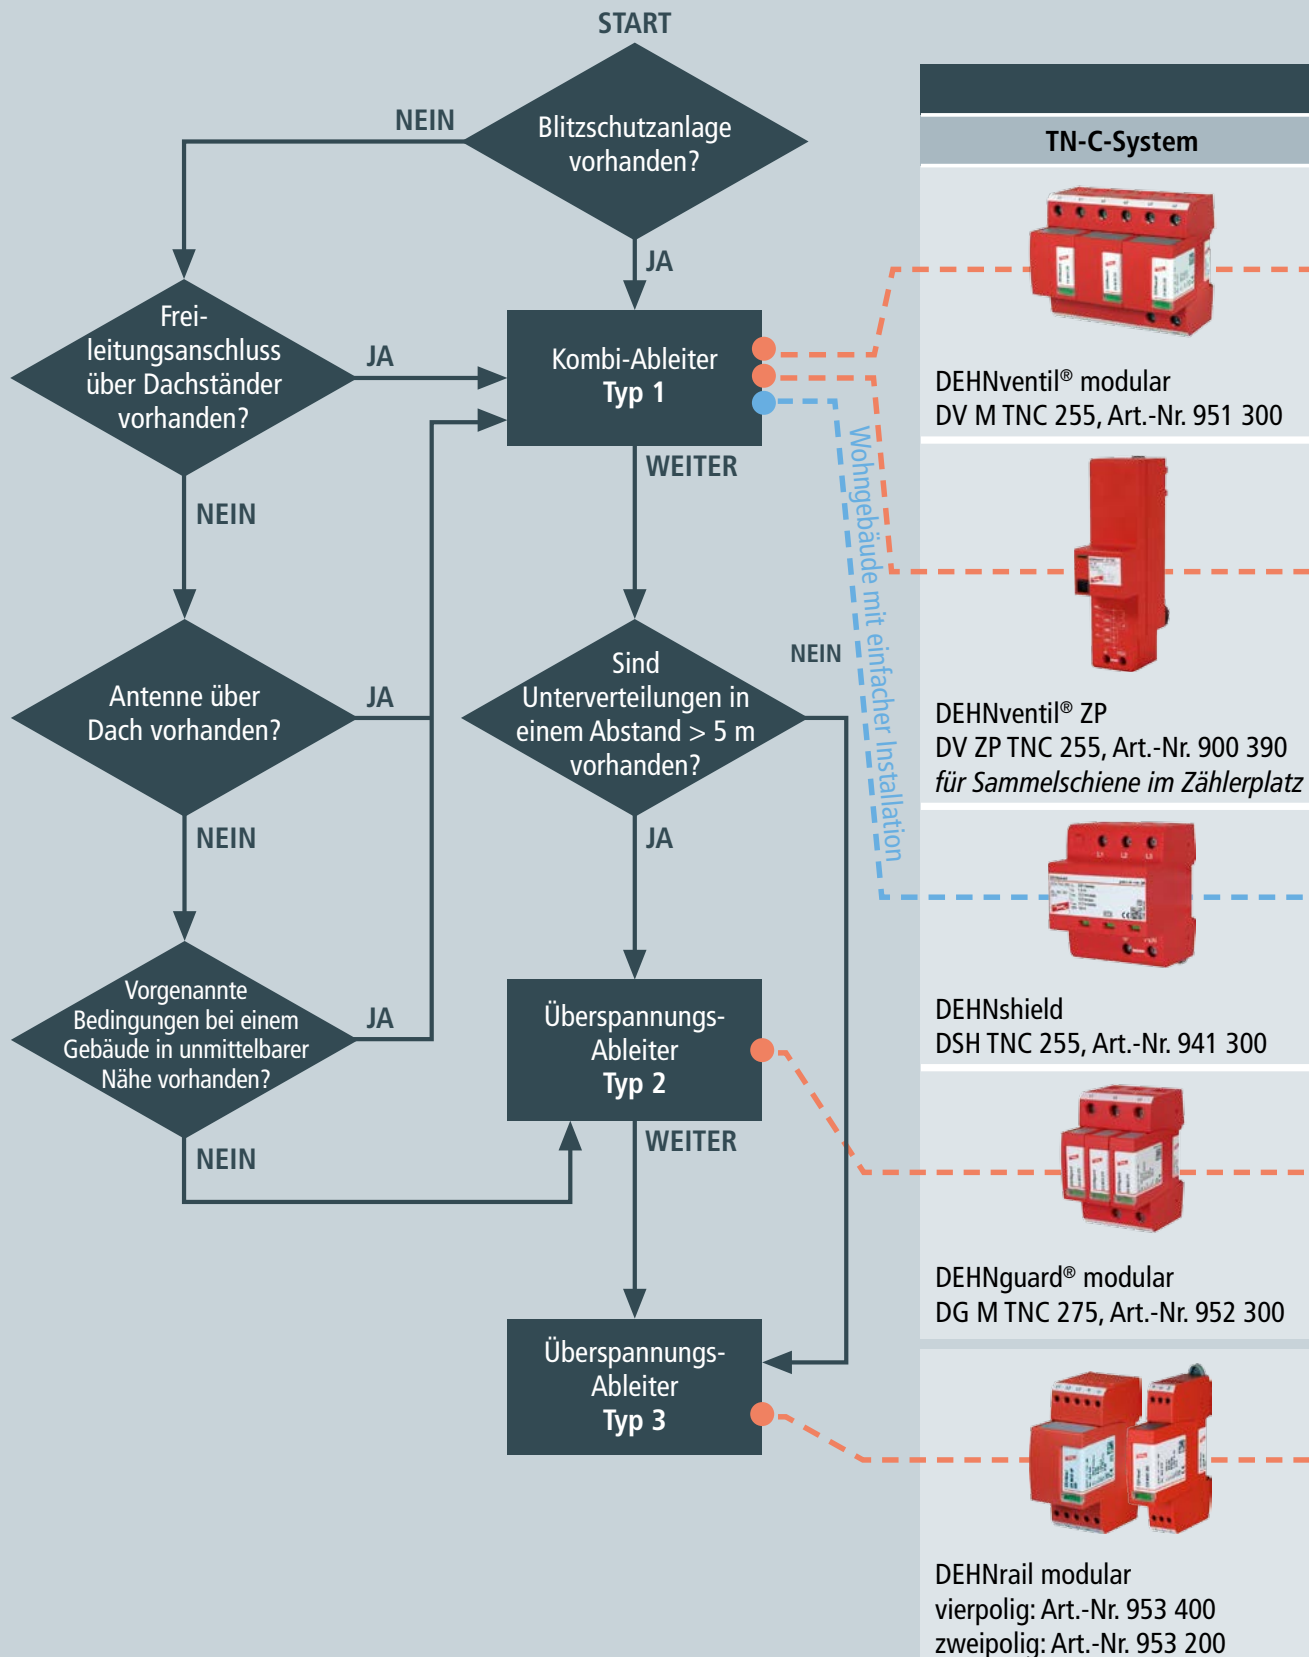 START
Blitzschutzanlage
vorhanden?
NEIN
JA
Frei-
leitungsanschluss
über Dachständer
vorhanden?
JA
NEIN
Kombi-Ableiter
Typ 1
WEITER
Wohngebäude mit einfacher Installation
Antenne über
Dach vorhanden?
JA
NEIN
Sind
Unterverteilungen in
einem Abstand > 5 m
vorhanden?
NEIN
JA
Vorgenannte
Bedingungen bei einem
Gebäude in unmittelbarer
Nähe vorhanden?
JA
NEIN
Überspannungs-
Ableiter
Typ 2
WEITER
Überspannungs-
Ableiter
Typ 3
TN-C-System
DEHNventil® modular
DV M TNC 255, Art.-Nr. 951 300
DEHNventil® ZP
DV ZP TNC 255, Art.-Nr. 900 390
für Sammelschiene im Zählerplatz
L1 L2 L3
DEHNshield
DSH TNC 255, Art.-Nr. 941 300
DEHNguard® modular
DG M TNC 275, Art.-Nr. 952 300
DEHNrail modular
vierpolig: Art.-Nr. 953 400
zweipolig: Art.-Nr. 953 200